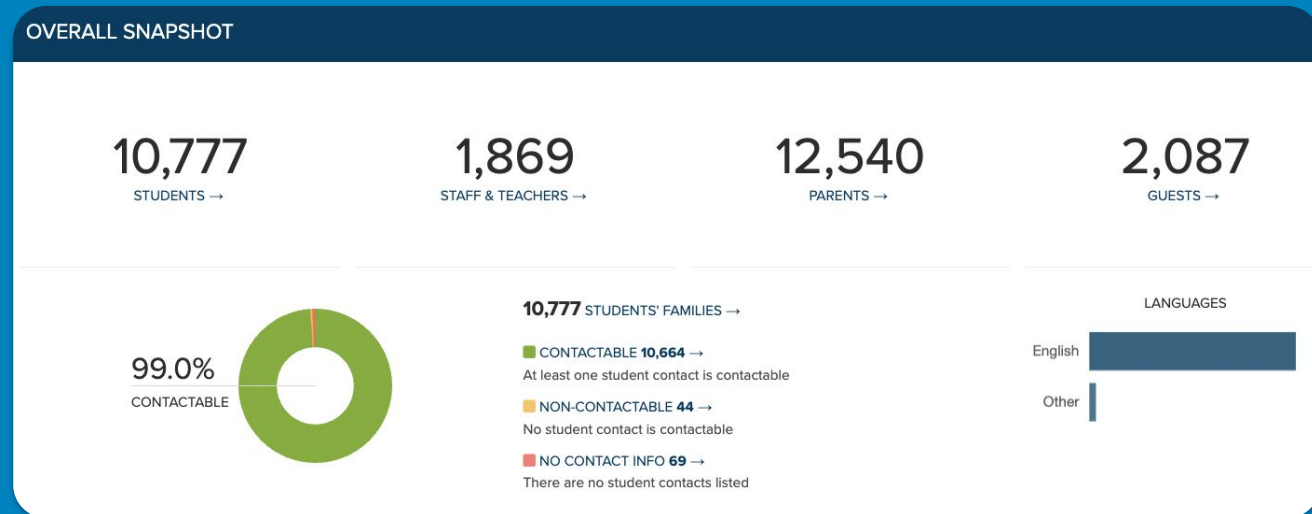 OVERALL SNAPSHOT
10,777
STUDENTS →
1,869
STAFF & TEACHERS →
12,540
PARENTS →
2,087
GUESTS →
99.0%
CONTACTABLE
10,777 STUDENTS' FAMILIES →
CONTACTABLE 10,664 →
At least one student contact is contactable
NON-CONTACTABLE 44 →
No student contact is contactable
NO CONTACT INFO 69 →
There are no student contacts listed
LANGUAGES
English
Other